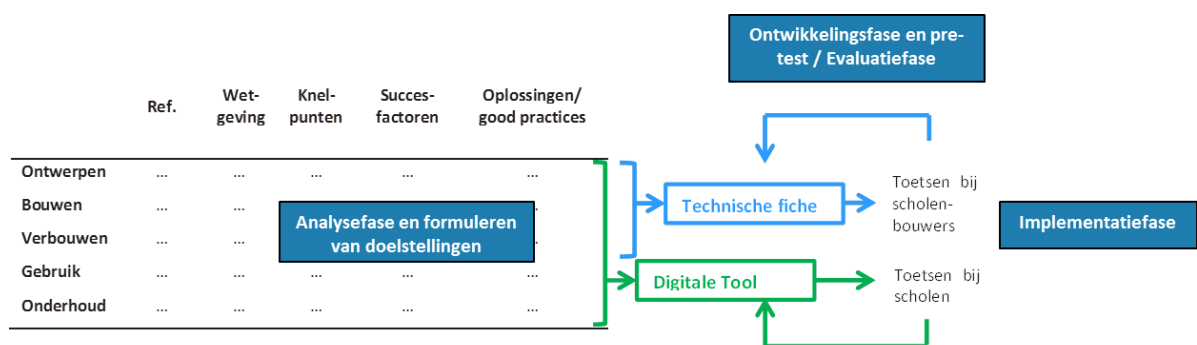 Ontwikkelingsfase en pre-
test / Evaluatiefase
Ref.
Wet-
geving
Knel-
punten
Succes-
factoren
Oplossingen/
good practices
Ontwerpen ... ... ... ... ...
Bouwen ... ... .
Verbouwen ... ...
Gebruik ... ... ... ... ...
Onderhoud ... ... ... ... ...
Analysefase en formuleren
van doelstellingen
Technische fiche
Toetsen bij
scholen-
bouwers
Implementatiefase
Digitale Tool
Toetsen bij
scholen